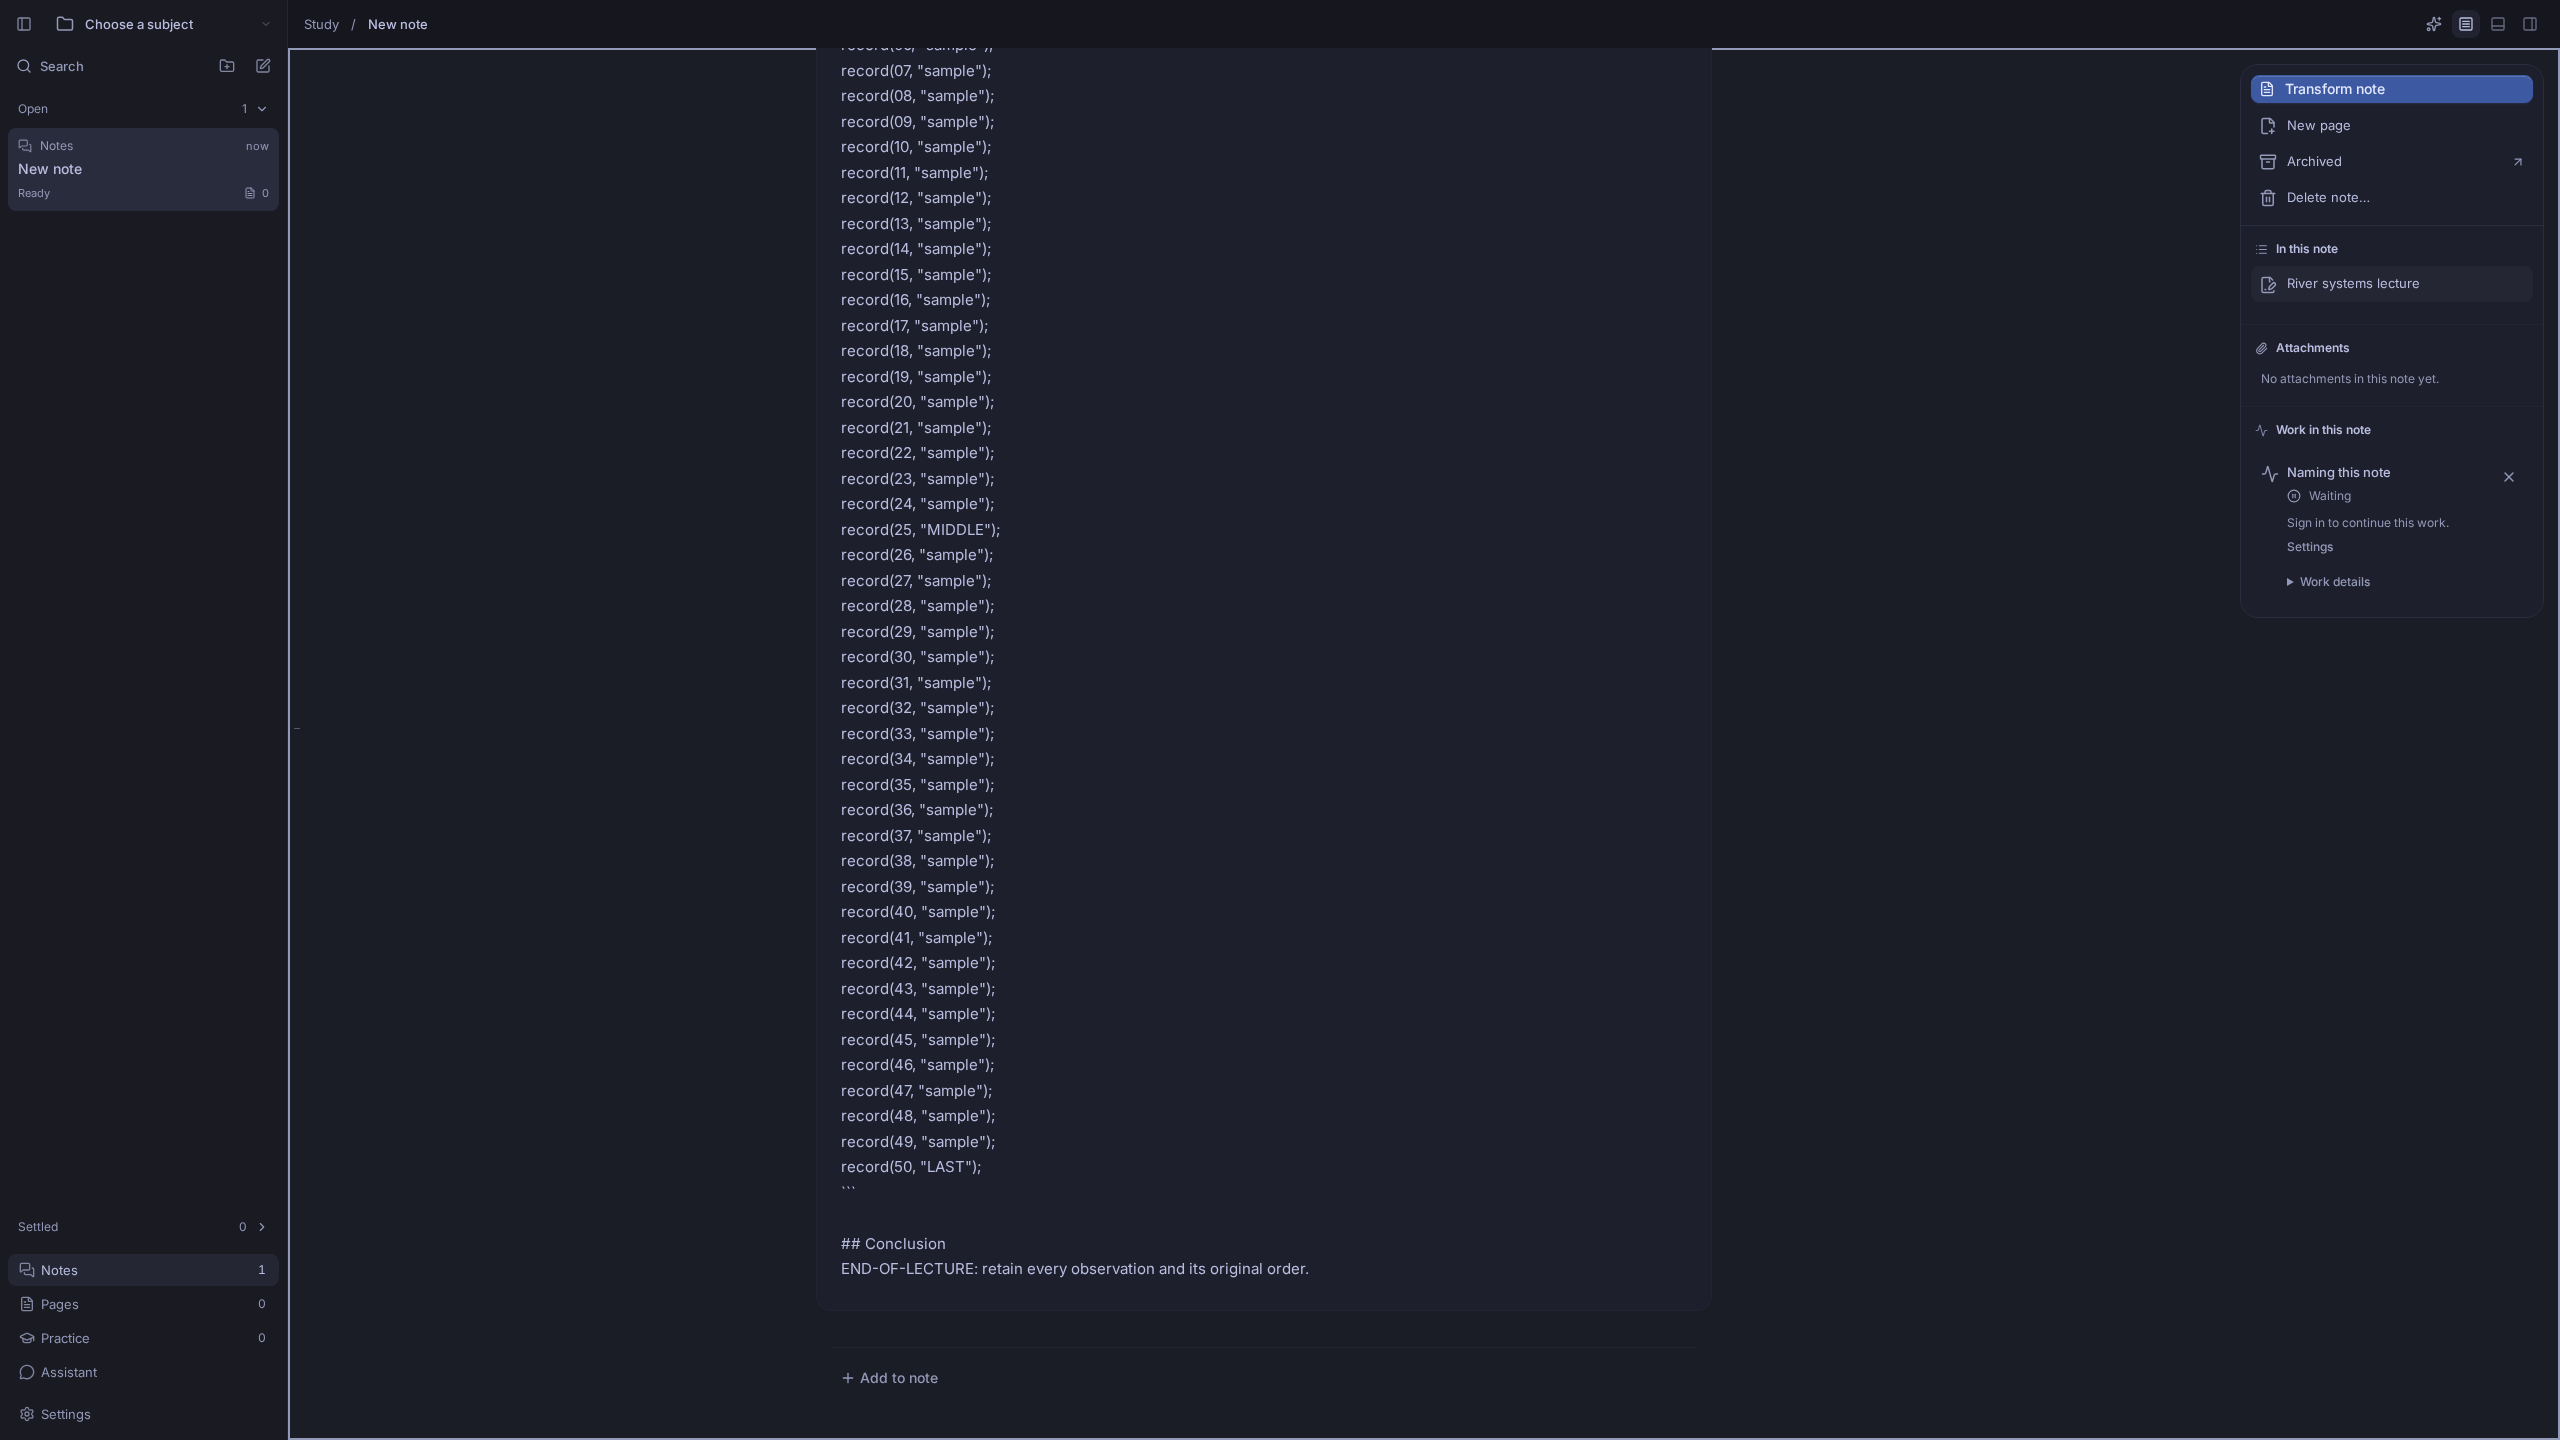 Choose a subject
Search
Open 1
Notes now
New note
Ready 0
Settled 0
Notes 1
Pages 0
Practice 0
Assistant
Settings
Study / New note
record(07, "sample");
record(08, "sample");
record(09, "sample");
record(10, "sample");
record(11, "sample");
record(12, "sample");
record(13, "sample");
record(14, "sample");
record(15, "sample");
record(16, "sample");
record(17, "sample");
record(18, "sample");
record(19, "sample");
record(20, "sample");
record(21, "sample");
record(22, "sample");
record(23, "sample");
record(24, "sample");
record(25, "MIDDLE");
record(26, "sample");
record(27, "sample");
record(28, "sample");
record(29, "sample");
record(30, "sample");
record(31, "sample");
record(32, "sample");
record(33, "sample");
record(34, "sample");
record(35, "sample");
record(36, "sample");
record(37, "sample");
record(38, "sample");
record(39, "sample");
record(40, "sample");
record(41, "sample");
record(42, "sample");
record(43, "sample");
record(44, "sample");
record(45, "sample");
record(46, "sample");
record(47, "sample");
record(48, "sample");
record(49, "sample");
record(50, "LAST");
```
## Conclusion
END-OF-LECTURE: retain every observation and its original order.
+ Add to note
Transform note
New page
Archived
Delete note...
In this note
River systems lecture
Attachments
No attachments in this note yet.
Work in this note
Naming this note
Waiting
Sign in to continue this work.
Settings
Work details